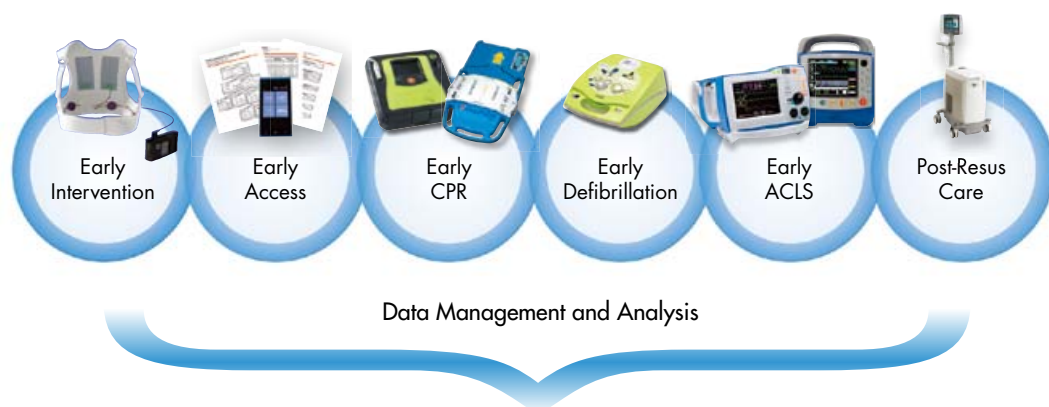 Early
Intervention
Early
Access
Early
CPR
Early
Defibrillation
Early
ACLS
Post-Resus
Care
Data Management and Analysis